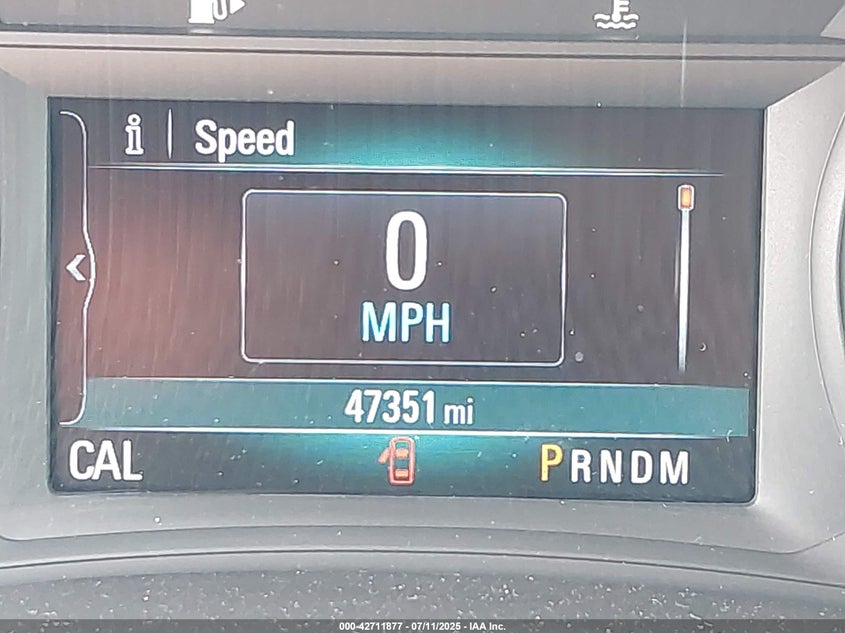 Speed
0
MPH
47351 mi
CAL
PRNDM
000-42711877 - 07/11/2025 - IAA Inc.